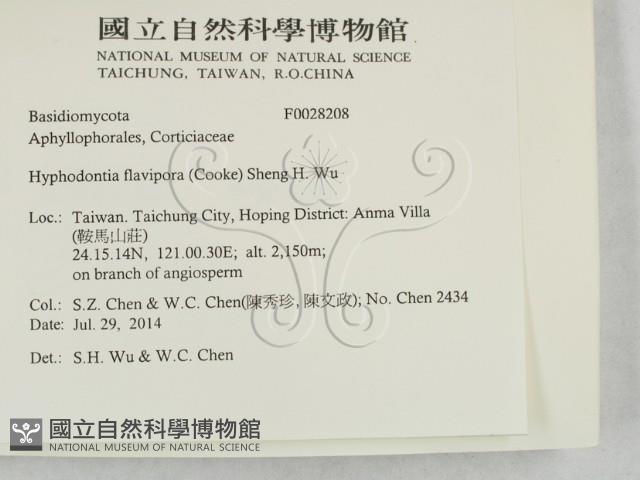 國立自然科學博物館
NATIONAL MUSEUM OF NATURAL SCIENCE
TAICHUNG, TAIWAN, R.O.CHINA
Basidiomycota F0028208
Aphyllophorales, Corticiaceae
Hyphodontia flavipora (Cooke) Sheng H. Wu
Loc.: Taiwan. Taichung City, Hoping District: Anma Villa
(鞍馬山莊)
24.15.14N, 121.00.30E; alt. 2,150m;
on branch of angiosperm
Col.: S.Z. Chen & W.C. Chen(陳秀珍, 陳文政); No. Chen 2434
Date: Jul. 29, 2014
Det.: S.H. Wu & W.C. Chen
國立自然科學博物館
NATIONAL MUSEUM OF NATURAL SCIENCE